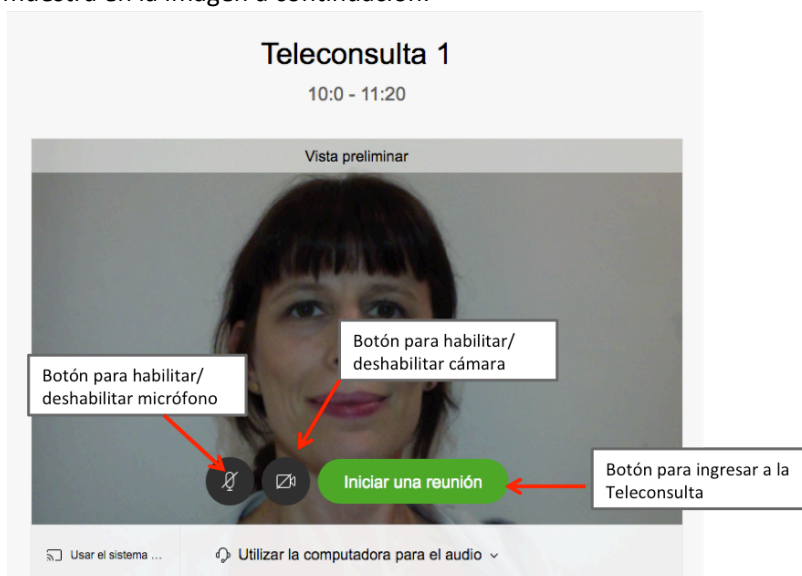 Teleconsulta 1
10:0 - 11:20
Vista preliminar
Botón para habilitar/
deshabilitar cámara
Botón para habilitar/
deshabilitar micrófono
Iniciar una reunión
Botón para ingresar a la
Teleconsulta
Usar el sistema ...
Utilizar la computadora para el audio